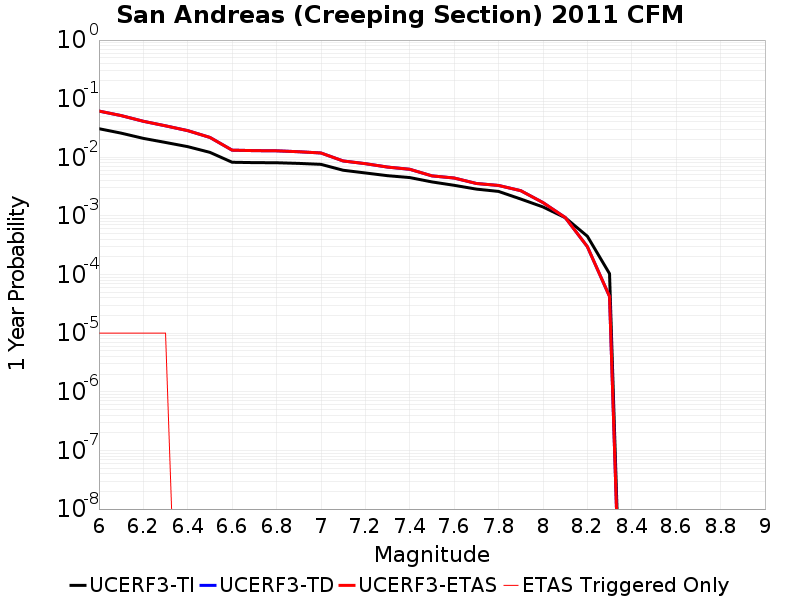 San Andreas (Creeping Section) 2011 CFM
10^0
10^-1
10^-2
10^-3
10^-4
10^-5
10^-6
10^-7
10^-8
1 Year Probability
6 6.2 6.4 6.6 6.8 7 7.2 7.4 7.6 7.8 8 8.2 8.4 8.6 8.8 9
Magnitude
UCERF3-TI UCERF3-TD UCERF3-ETAS ETAS Triggered Only